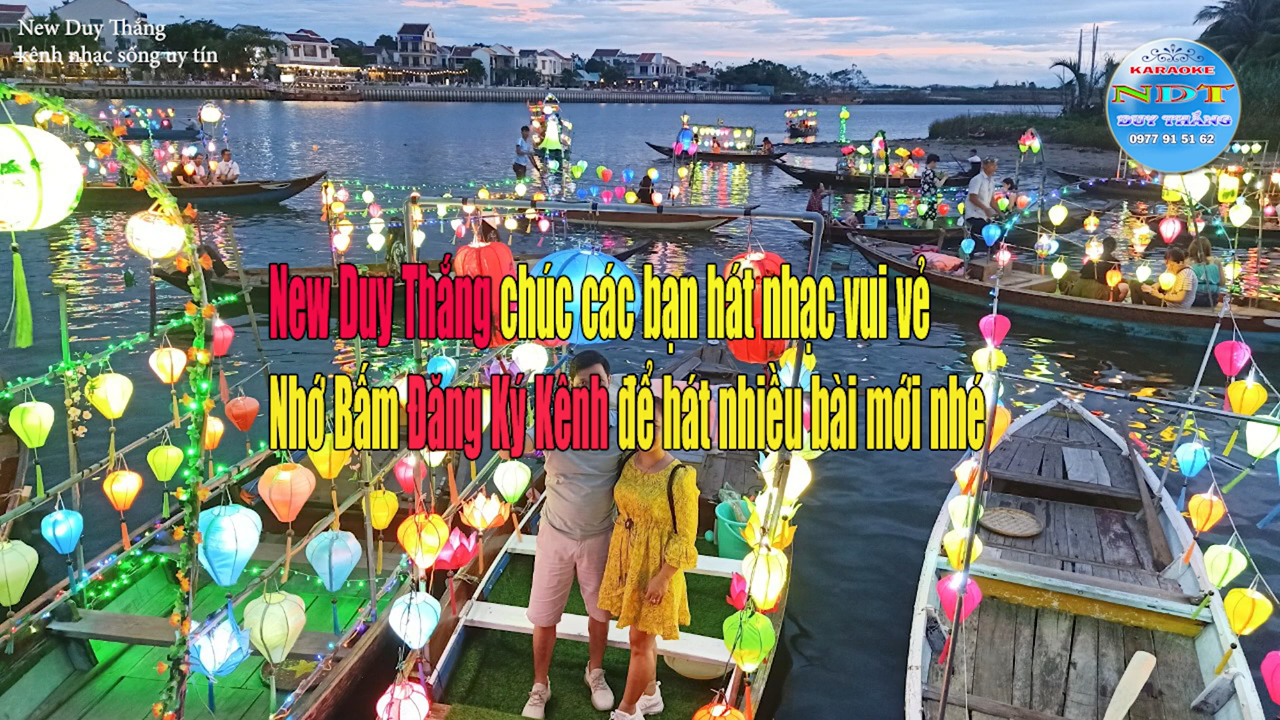 New Duy Thắng
kênh nhạc sống uy tín
KARAOKE
NDT
DUY THẮNG
0977 91 51 62
New Duy Thắng chúc các bạn hát nhạc vui vẻ
Nhớ Bấm Đăng Ký Kênh để hát nhiều bài mới nhé